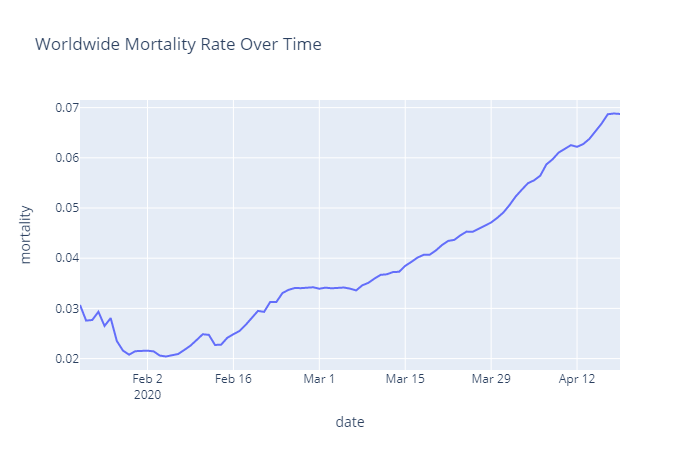 Worldwide Mortality Rate Over Time
0.07
0.06
0.05
0.04
0.03
0.02
mortality
Feb 2 Feb 16 Mar 1 Mar 15 Mar 29 Apr 12
2020
date